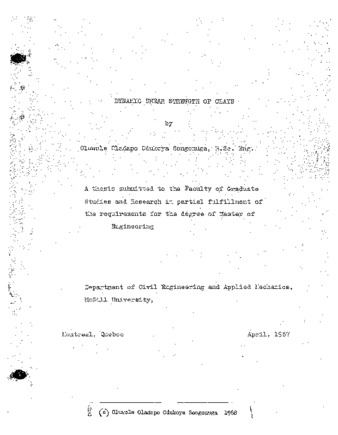 DYNAMIC SHEAR STRENGTH OF CLAYS
by
Oluwole Oladapo Odukoya Songonuga, B.Sc. Eng.
A thesis submitted to the Faculty of Graduate
Studies and Research in partial fulfillment of
the requirements for the degree of Master of
Engineering
Department of Civil Engineering and Applied Mechanics,
McGill University,
Montreal, Quebec
April, 1967
(c) Oluwole Oladapo Odukoya Songonuga 1968